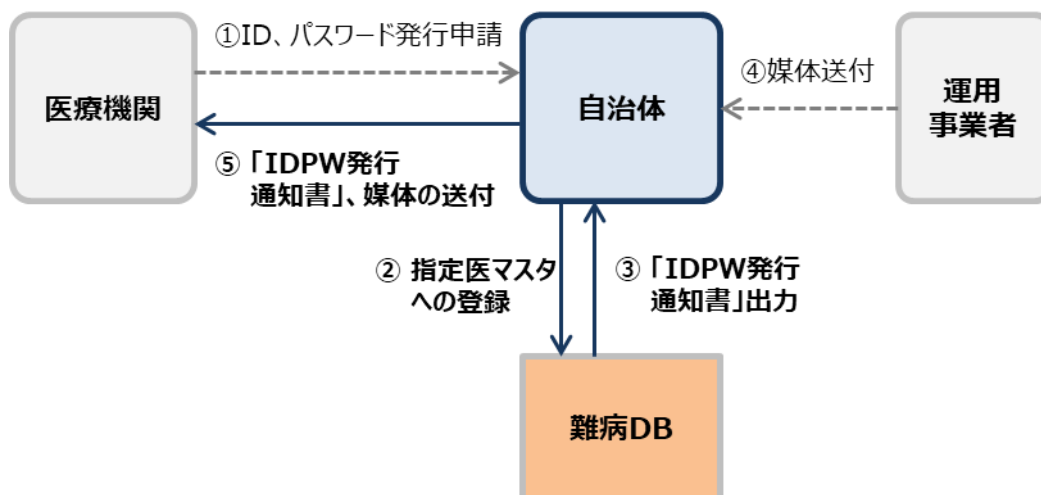 ①ID、パスワード発行申請
医療機関
自治体
④媒体送付
運用
事業者
⑤「IDPW発行
通知書」、媒体の送付
② 指定医マスタ
への登録
③「IDPW発行
通知書」出力
難病DB